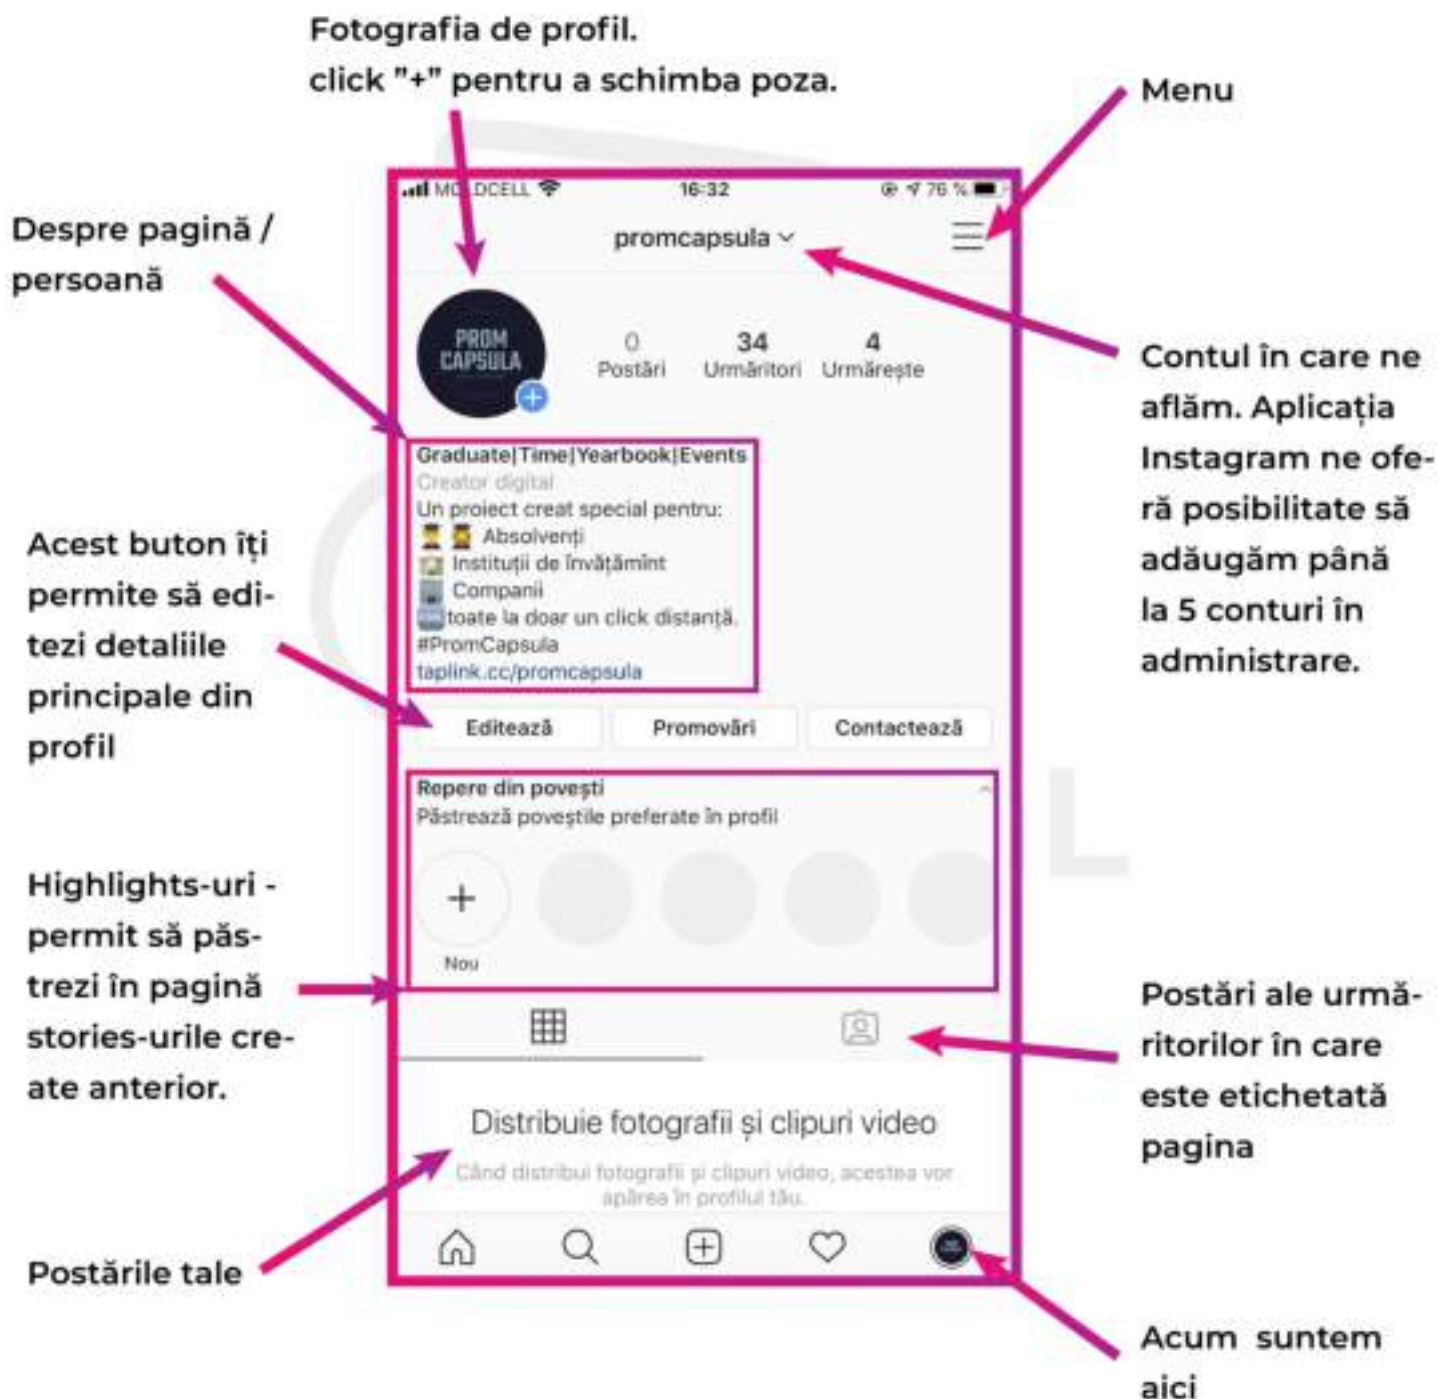 Fotografia de profil.
click "+" pentru a schimba poza.
Menu
MOLDCELL 16:32 76 %
promcapsula
Despre pagină /
persoană
PROM
CAPSULA
0 34 4
Postări Urmăritori Urmărește
Contul în care ne
aflăm. Aplicația
Instagram ne ofe-
ră posibilitate să
adăugăm până
la 5 conturi în
administrare.
Graduate|Time|Yearbook|Events
Creator digital
Un proiect creat special pentru:
Absolvenți
Instituții de învățămînt
Companii
toate la doar un click distanță.
#PromCapsula
taplink.cc/promcapsula
Acest buton îți
permite să edi-
tezi detaliile
principale din
profil
Editează Promovări Contactează
Repere din povești
Păstrează poveștile preferate în profil
Nou
L
Highlights-uri -
permit să păs-
trezi în pagină
stories-urile cre-
ate anterior.
Postări ale urmă-
ritorilor în care
este etichetată
pagina
Distribuie fotografii și clipuri video
Când distribui fotografii și clipuri video, acestea vor
apărea în profilul tău.
Postările tale
Acum suntem
aici